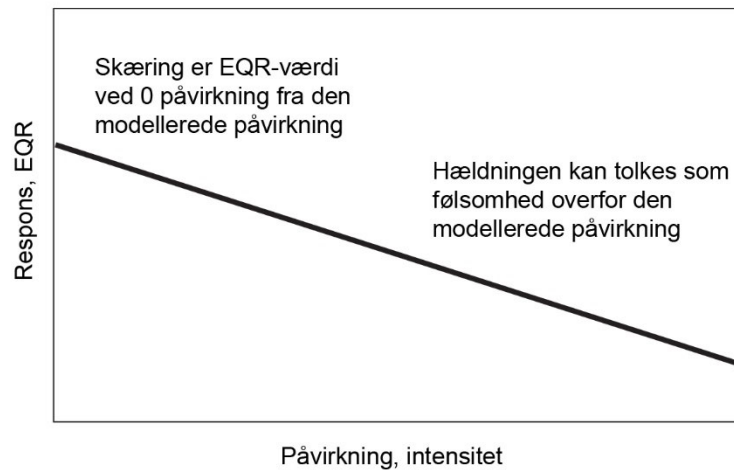 Skæring er EQR-værdi
ved 0 påvirkning fra den
modellerede påvirkning
Hældningen kan tolkes som
følsomhed overfor den
modellerede påvirkning
Respons, EQR
Påvirkning, intensitet